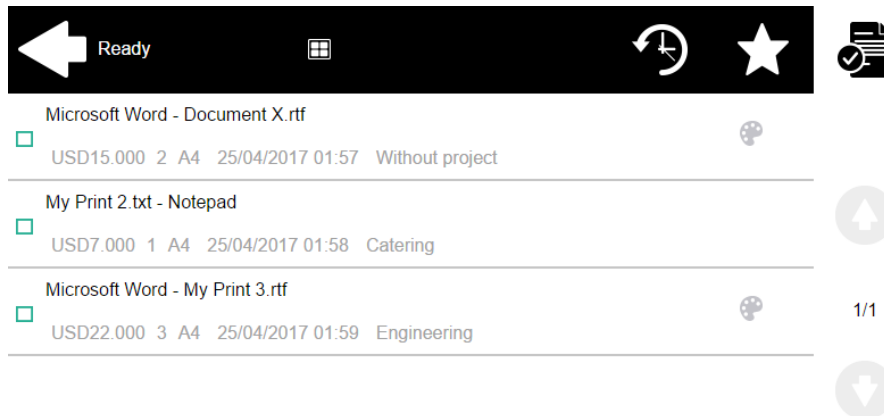 Ready
Microsoft Word - Document X.rtf
USD15.000 2 A4 25/04/2017 01:57 Without project
My Print 2.txt - Notepad
USD7.000 1 A4 25/04/2017 01:58 Catering
Microsoft Word - My Print 3.rtf
USD22.000 3 A4 25/04/2017 01:59 Engineering
1/1